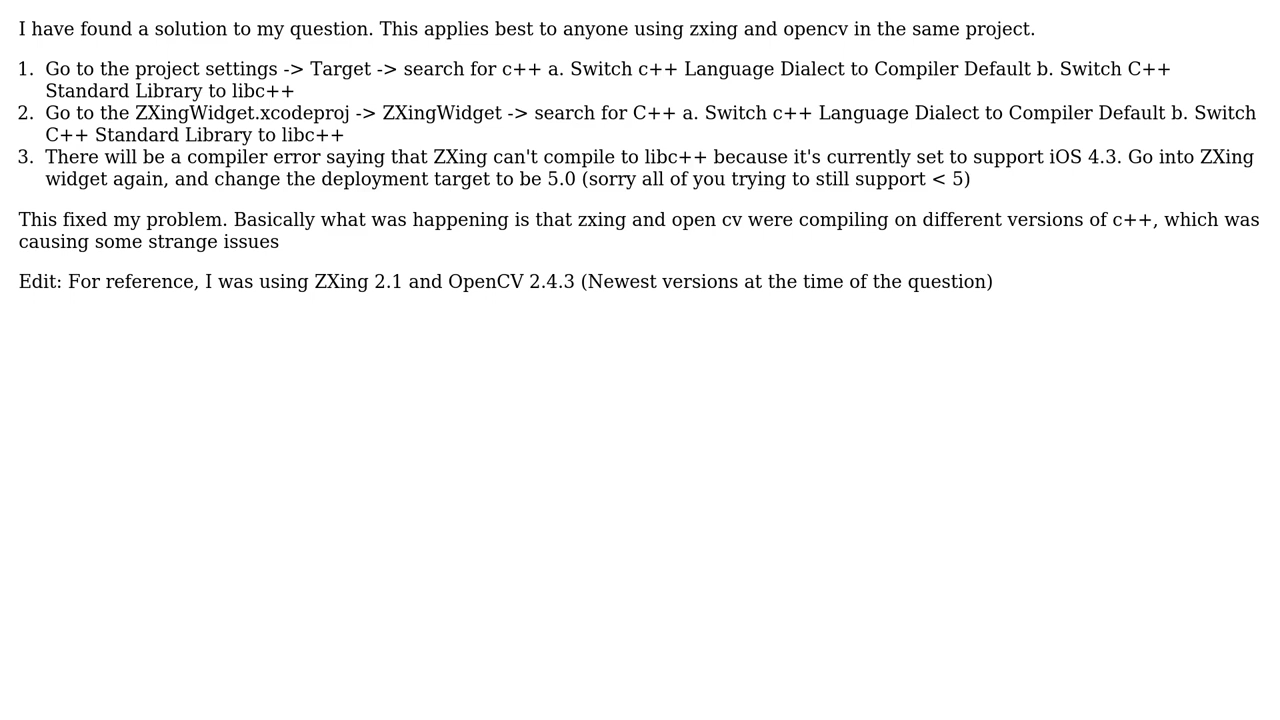 I have found a solution to my question. This applies best to anyone using zxing and opencv in the same project.
1. Go to the project settings -> Target -> search for c++ a. Switch c++ Language Dialect to Compiler Default b. Switch C++
Standard Library to libc++
2. Go to the ZXingWidget.xcodeproj -> ZXingWidget -> search for C++ a. Switch c++ Language Dialect to Compiler Default b. Switch
C++ Standard Library to libc++
3. There will be a compiler error saying that ZXing can't compile to libc++ because it's currently set to support iOS 4.3. Go into ZXing
widget again, and change the deployment target to be 5.0 (sorry all of you trying to still support < 5)
This fixed my problem. Basically what was happening is that zxing and open cv were compiling on different versions of c++, which was
causing some strange issues
Edit: For reference, I was using ZXing 2.1 and OpenCV 2.4.3 (Newest versions at the time of the question)